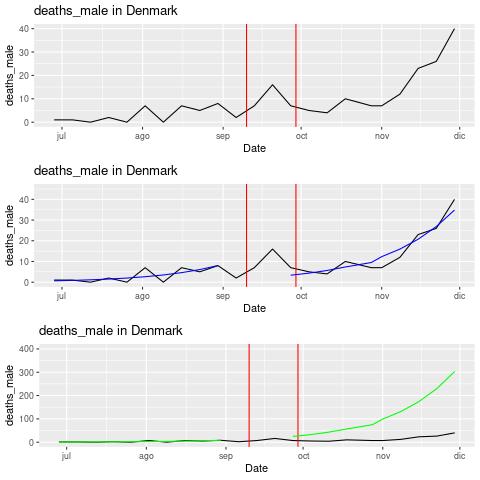 deaths_male in Denmark
deaths_male
40
30
20
10
0
jul ago sep oct nov dic
Date
deaths_male in Denmark
deaths_male
40
30
20
10
0
jul ago sep oct nov dic
Date
deaths_male in Denmark
deaths_male
400
300
200
100
0
jul ago sep oct nov dic
Date